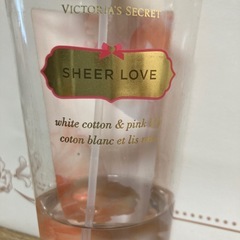 VICTORIA'S SECRET
SHEER LOVE
white cotton & pink
coton blanc et lis